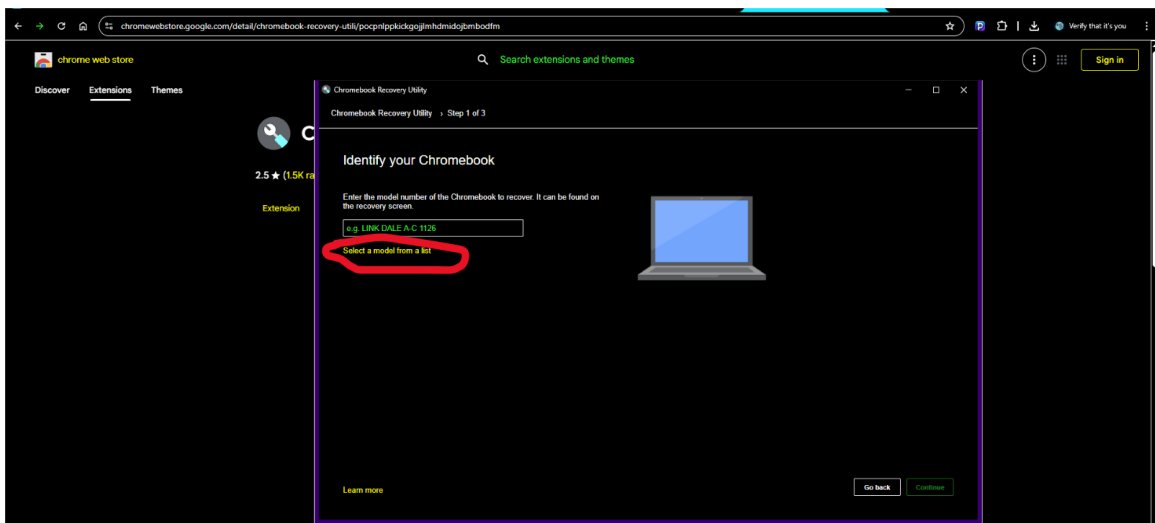 chromewebstore.google.com/detail/chromebook-recovery-utili/pocpnlppkickgojjlmhdmidojbmbodfm
Verify that it's you
chrome web store
Search extensions and themes
Sign in
Discover Extensions Themes
Chromebook Recovery Utility
Chromebook Recovery Utility › Step 1 of 3
C
Identify your Chromebook
2.5 ★ (1.5K ra
Enter the model number of the Chromebook to recover. It can be found on
the recovery screen.
Extension
e.g. LINK DALE A-C 1126
Select a model from a list
Learn more
Go back Continue